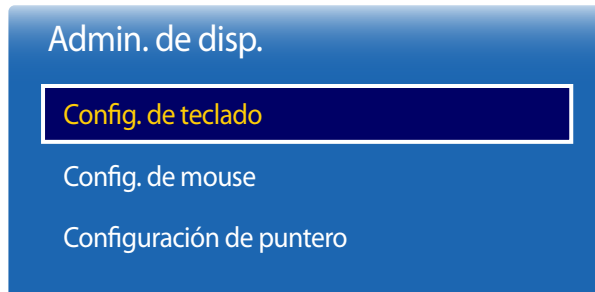 Admin. de disp.
Config. de teclado
Config. de mouse
Configuración de puntero